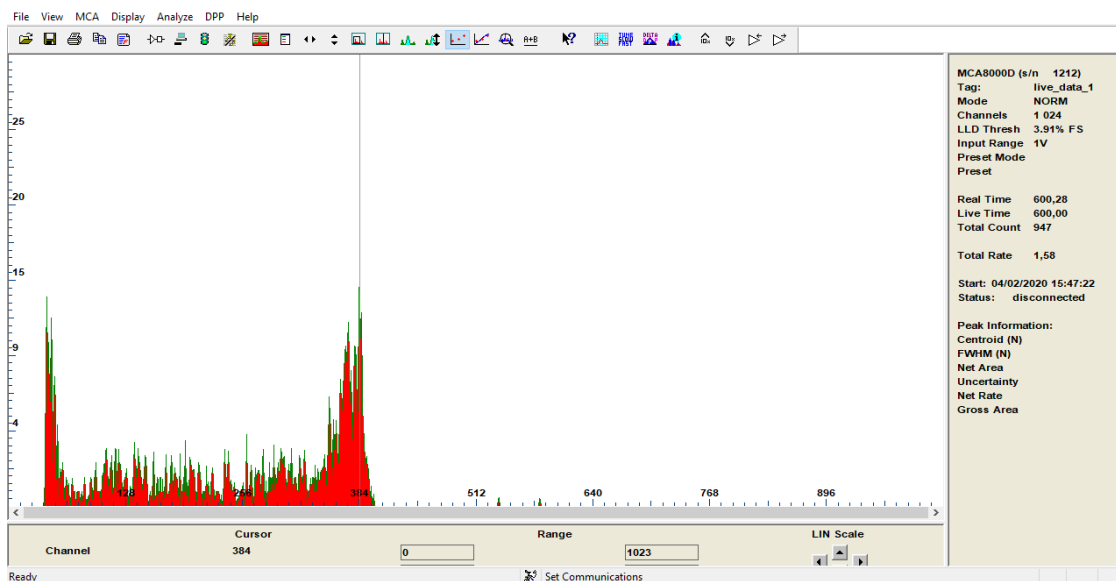 File View MCA Display Analyze DPP Help
A+B
MCA8000D (s/n 1212)
Tag: live_data_1
Mode NORM
Channels 1 024
LLD Thresh 3.91% FS
Input Range 1V
Preset Mode
Preset
Real Time 600,28
Live Time 600,00
Total Count 947
Total Rate 1,58
Start: 04/02/2020 15:47:22
Status: disconnected
Peak Information:
Centroid (N)
FWHM (N)
Net Area
Uncertainty
Net Rate
Gross Area
25
20
15
9
4
128 256 384 512 640 768 896
Cursor Range LIN Scale
Channel 384 0 1023
Ready Set Communications